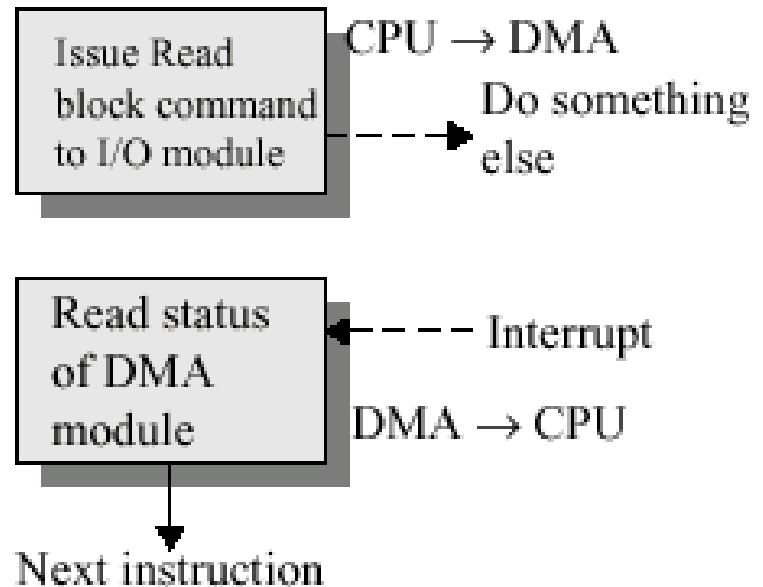 Issue Read
block command
to I/O module
CPU → DMA
Do something
else
Read status
of DMA
module
Interrupt
DMA → CPU
Next instruction